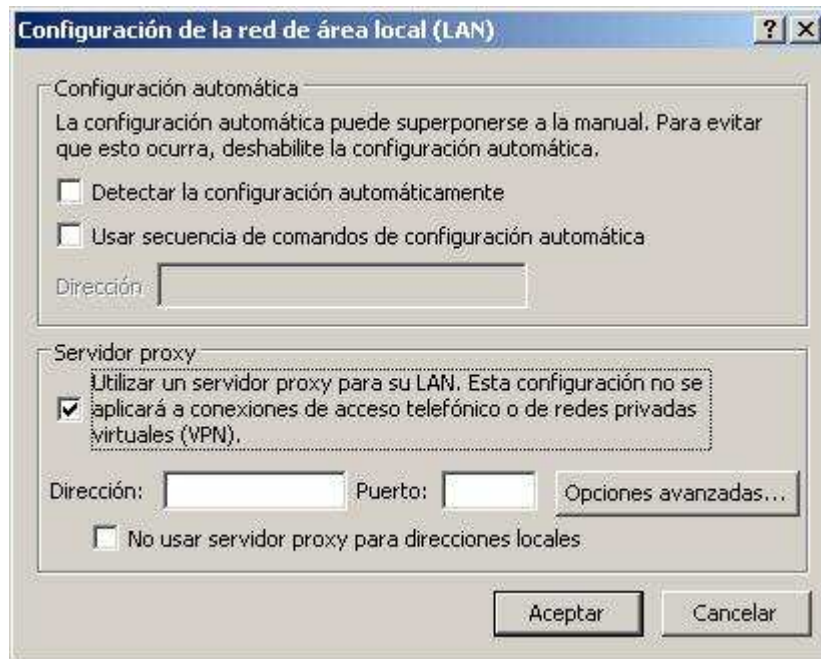 Configuración de la red de área local (LAN)
Configuración automática
La configuración automática puede superponerse a la manual. Para evitar
que esto ocurra, deshabilite la configuración automática.
Detectar la configuración automáticamente
Usar secuencia de comandos de configuración automática
Dirección
Servidor proxy
Utilizar un servidor proxy para su LAN. Esta configuración no se
aplicará a conexiones de acceso telefónico o de redes privadas
virtuales (VPN).
Dirección: Puerto: Opciones avanzadas...
No usar servidor proxy para direcciones locales
Aceptar Cancelar